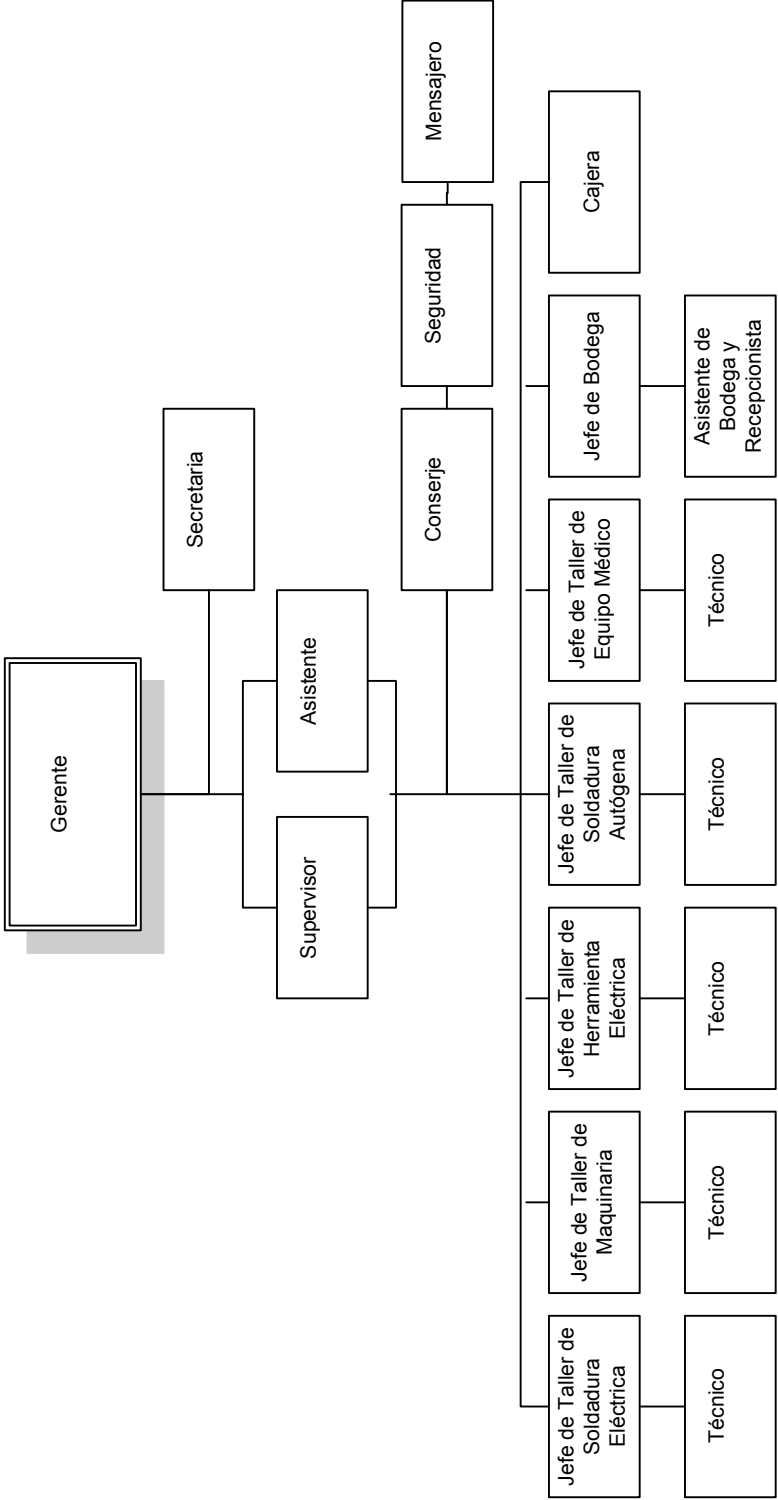 Gerente
Secretaria
Supervisor
Asistente
Conserje
Seguridad
Mensajero
Jefe de Taller de
Soldadura
Eléctrica
Jefe de Taller de
Maquinaria
Jefe de Taller de
Herramienta
Eléctrica
Jefe de Taller de
Soldadura
Autógena
Jefe de Taller de
Equipo Médico
Jefe de Bodega
Cajera
Técnico
Técnico
Técnico
Técnico
Técnico
Asistente de
Bodega y
Recepcionista